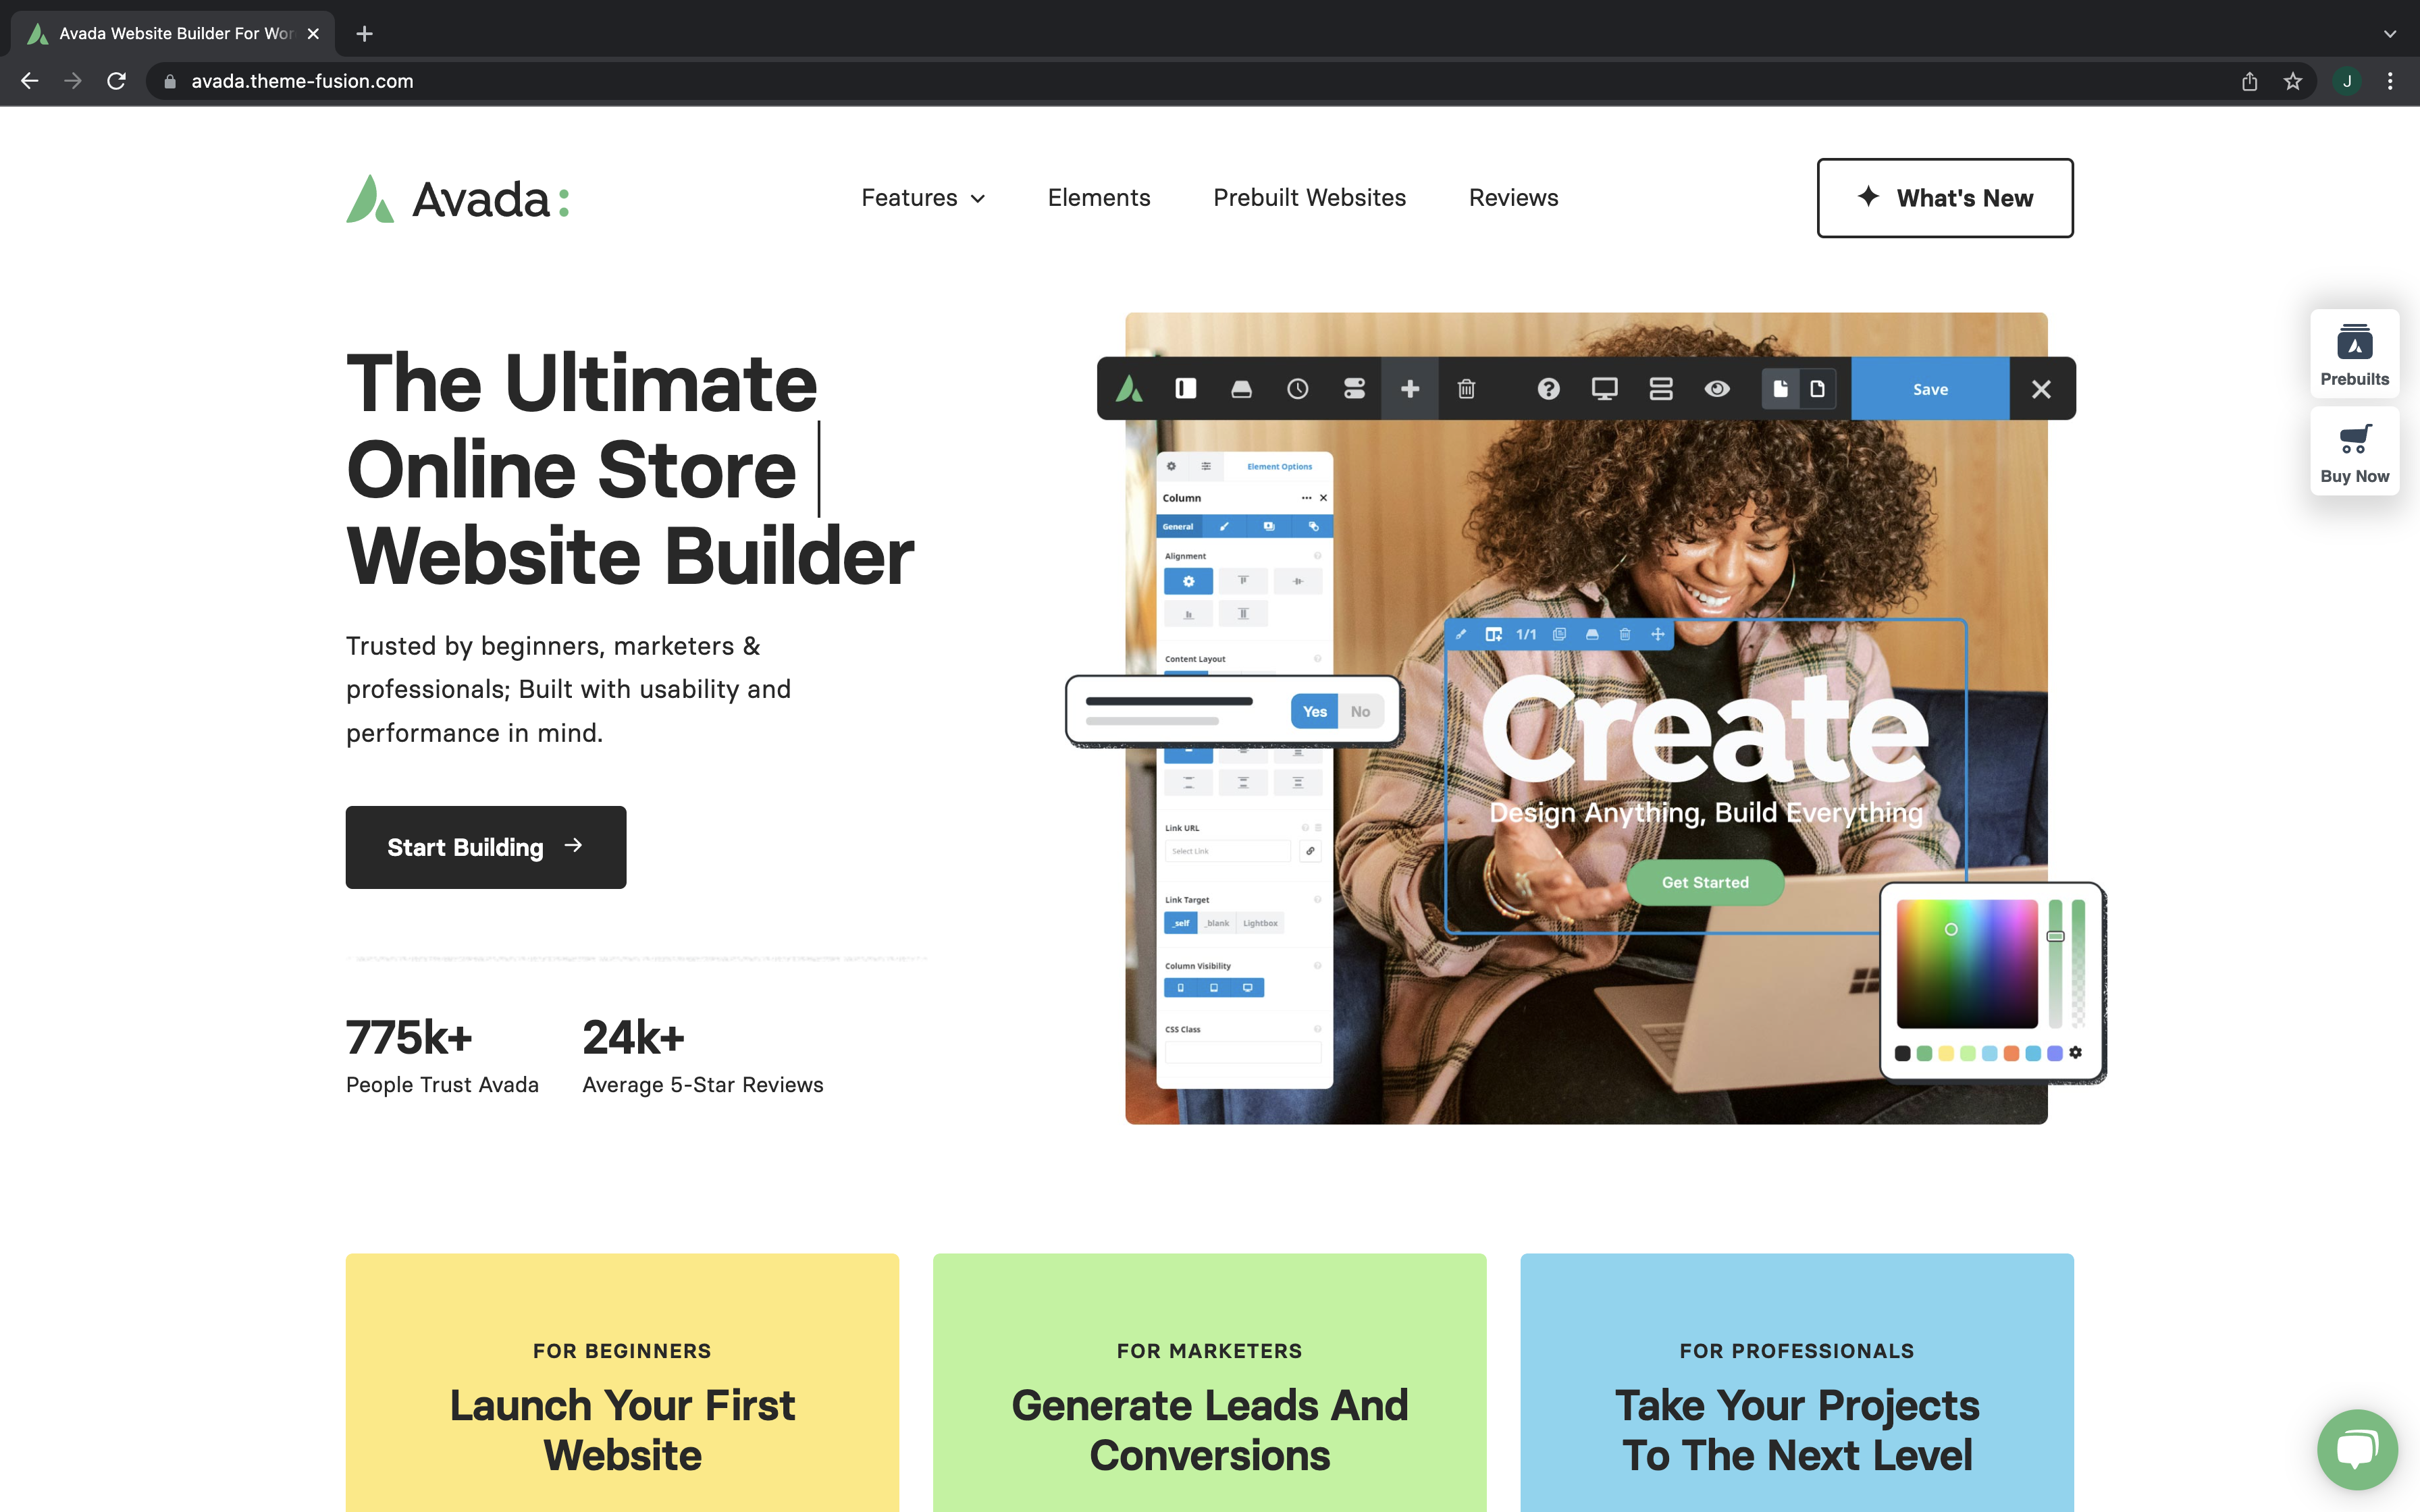 Avada Website Builder For Wor
avada.theme-fusion.com
J
Avada:
Features
Elements
Prebuilt Websites
Reviews
What's New
The Ultimate
Online Store
Website Builder
Trusted by beginners, marketers &
professionals; Built with usability and
performance in mind.
Start Building
775k+
People Trust Avada
24k+
Average 5-Star Reviews
Save
Element Options
Column
General
Alignment
Content Layout
Yes
No
Link URL
Select Link
Link Target
_self
_blank
Lightbox
Column Visibility
CSS Class
1/1
Create
Design Anything, Build Everything
Get Started
Prebuilts
Buy Now
FOR BEGINNERS
Launch Your First
Website
FOR MARKETERS
Generate Leads And
Conversions
FOR PROFESSIONALS
Take Your Projects
To The Next Level